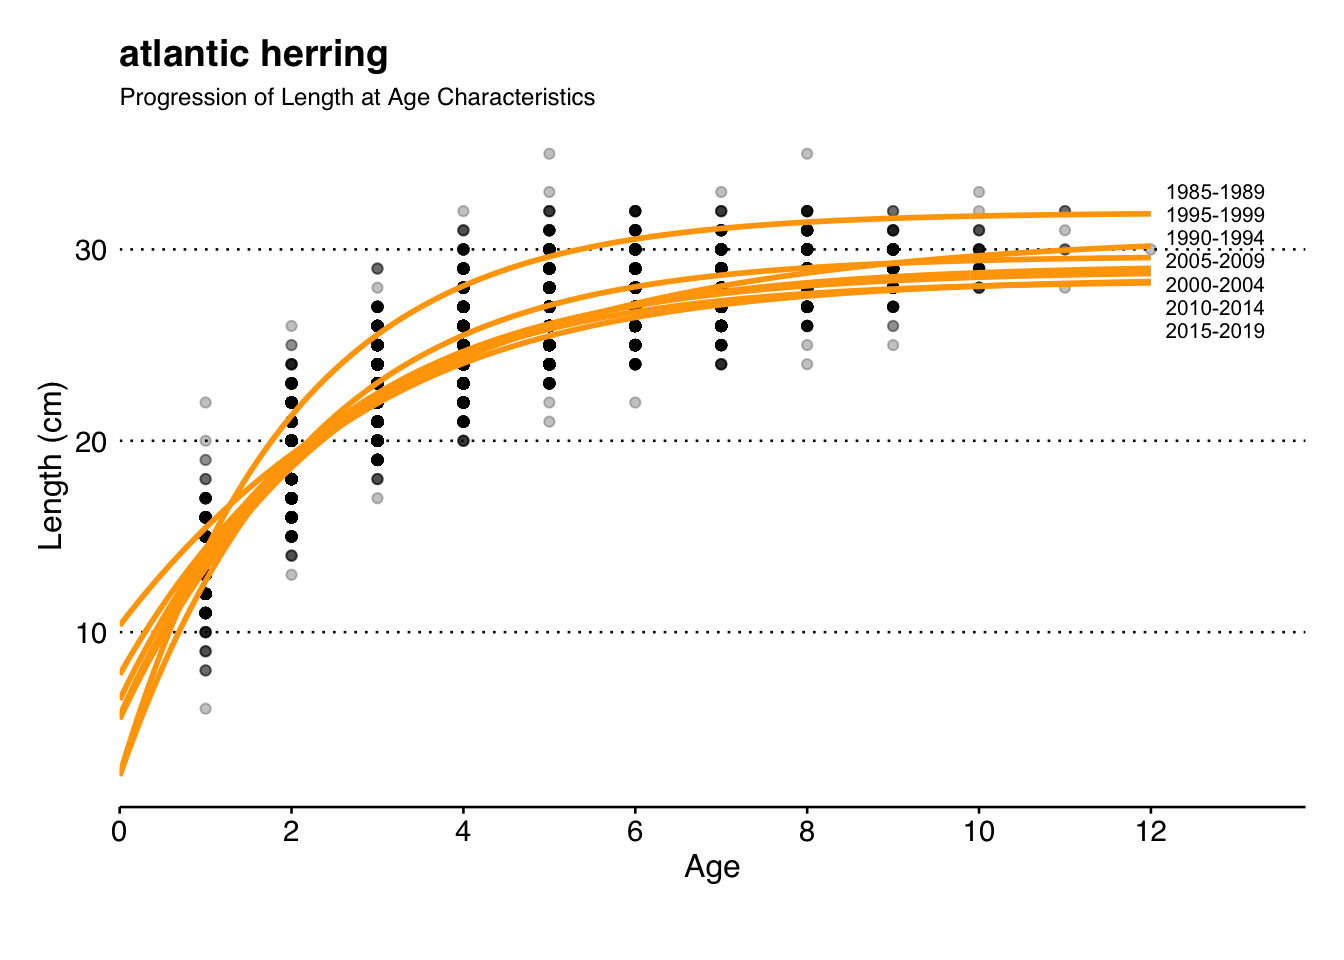 atlantic herring
Progression of Length at Age Characteristics
Length (cm)
30
20
10
1985-1989
1995-1999
1990-1994
2005-2009
2000-2004
2010-2014
2015-2019
0 2 4 6 8 10 12
Age